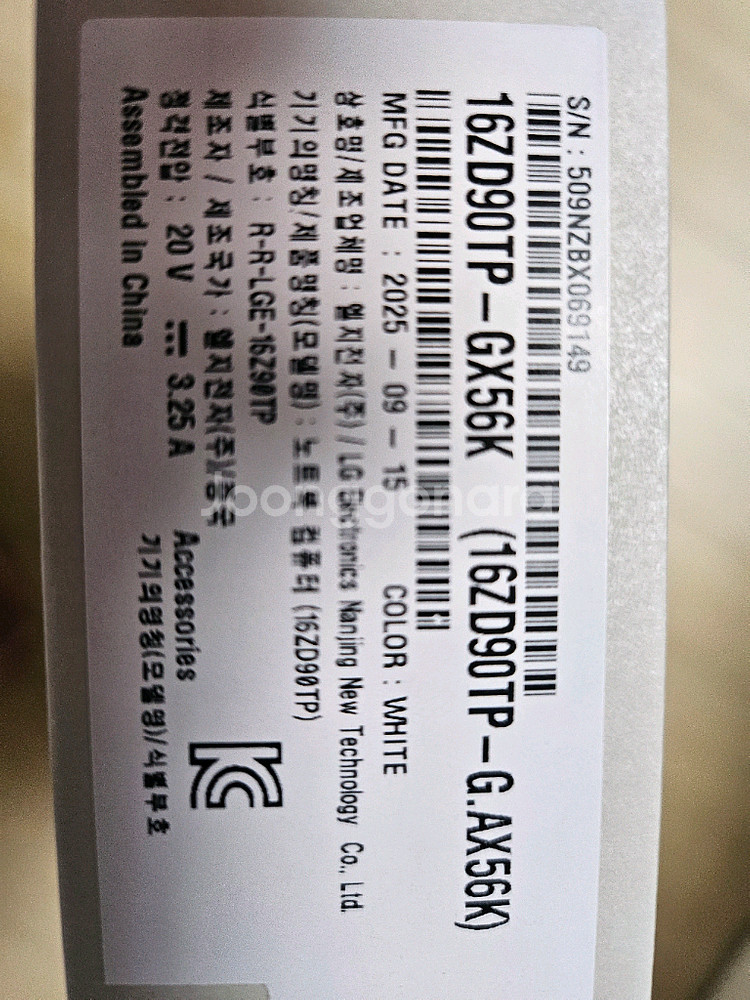 S/N : 509NZBX069149
16ZD90TP-GX56K (16ZD90TP-G.AX56K)
MFG DATE : 2025 - 09 - 15 COLOR : WHITE
상호명/제조업체명 : 엘지전자(주) / LG Electronics Nanjing New Technology Co., Ltd.
기기의명칭/제품명칭(모델명) : 노트북 컴퓨터 (16ZD90TP)
식별부호 : R-R-LGE-16Z90TP
제조자 / 제조국가 : 엘지전자(주)/중국
정격전압 : 20 V ⎓ 3.25 A
Assembled in China
Accessories
기기의명칭(모델명)/식별부호
KC
joonggonara